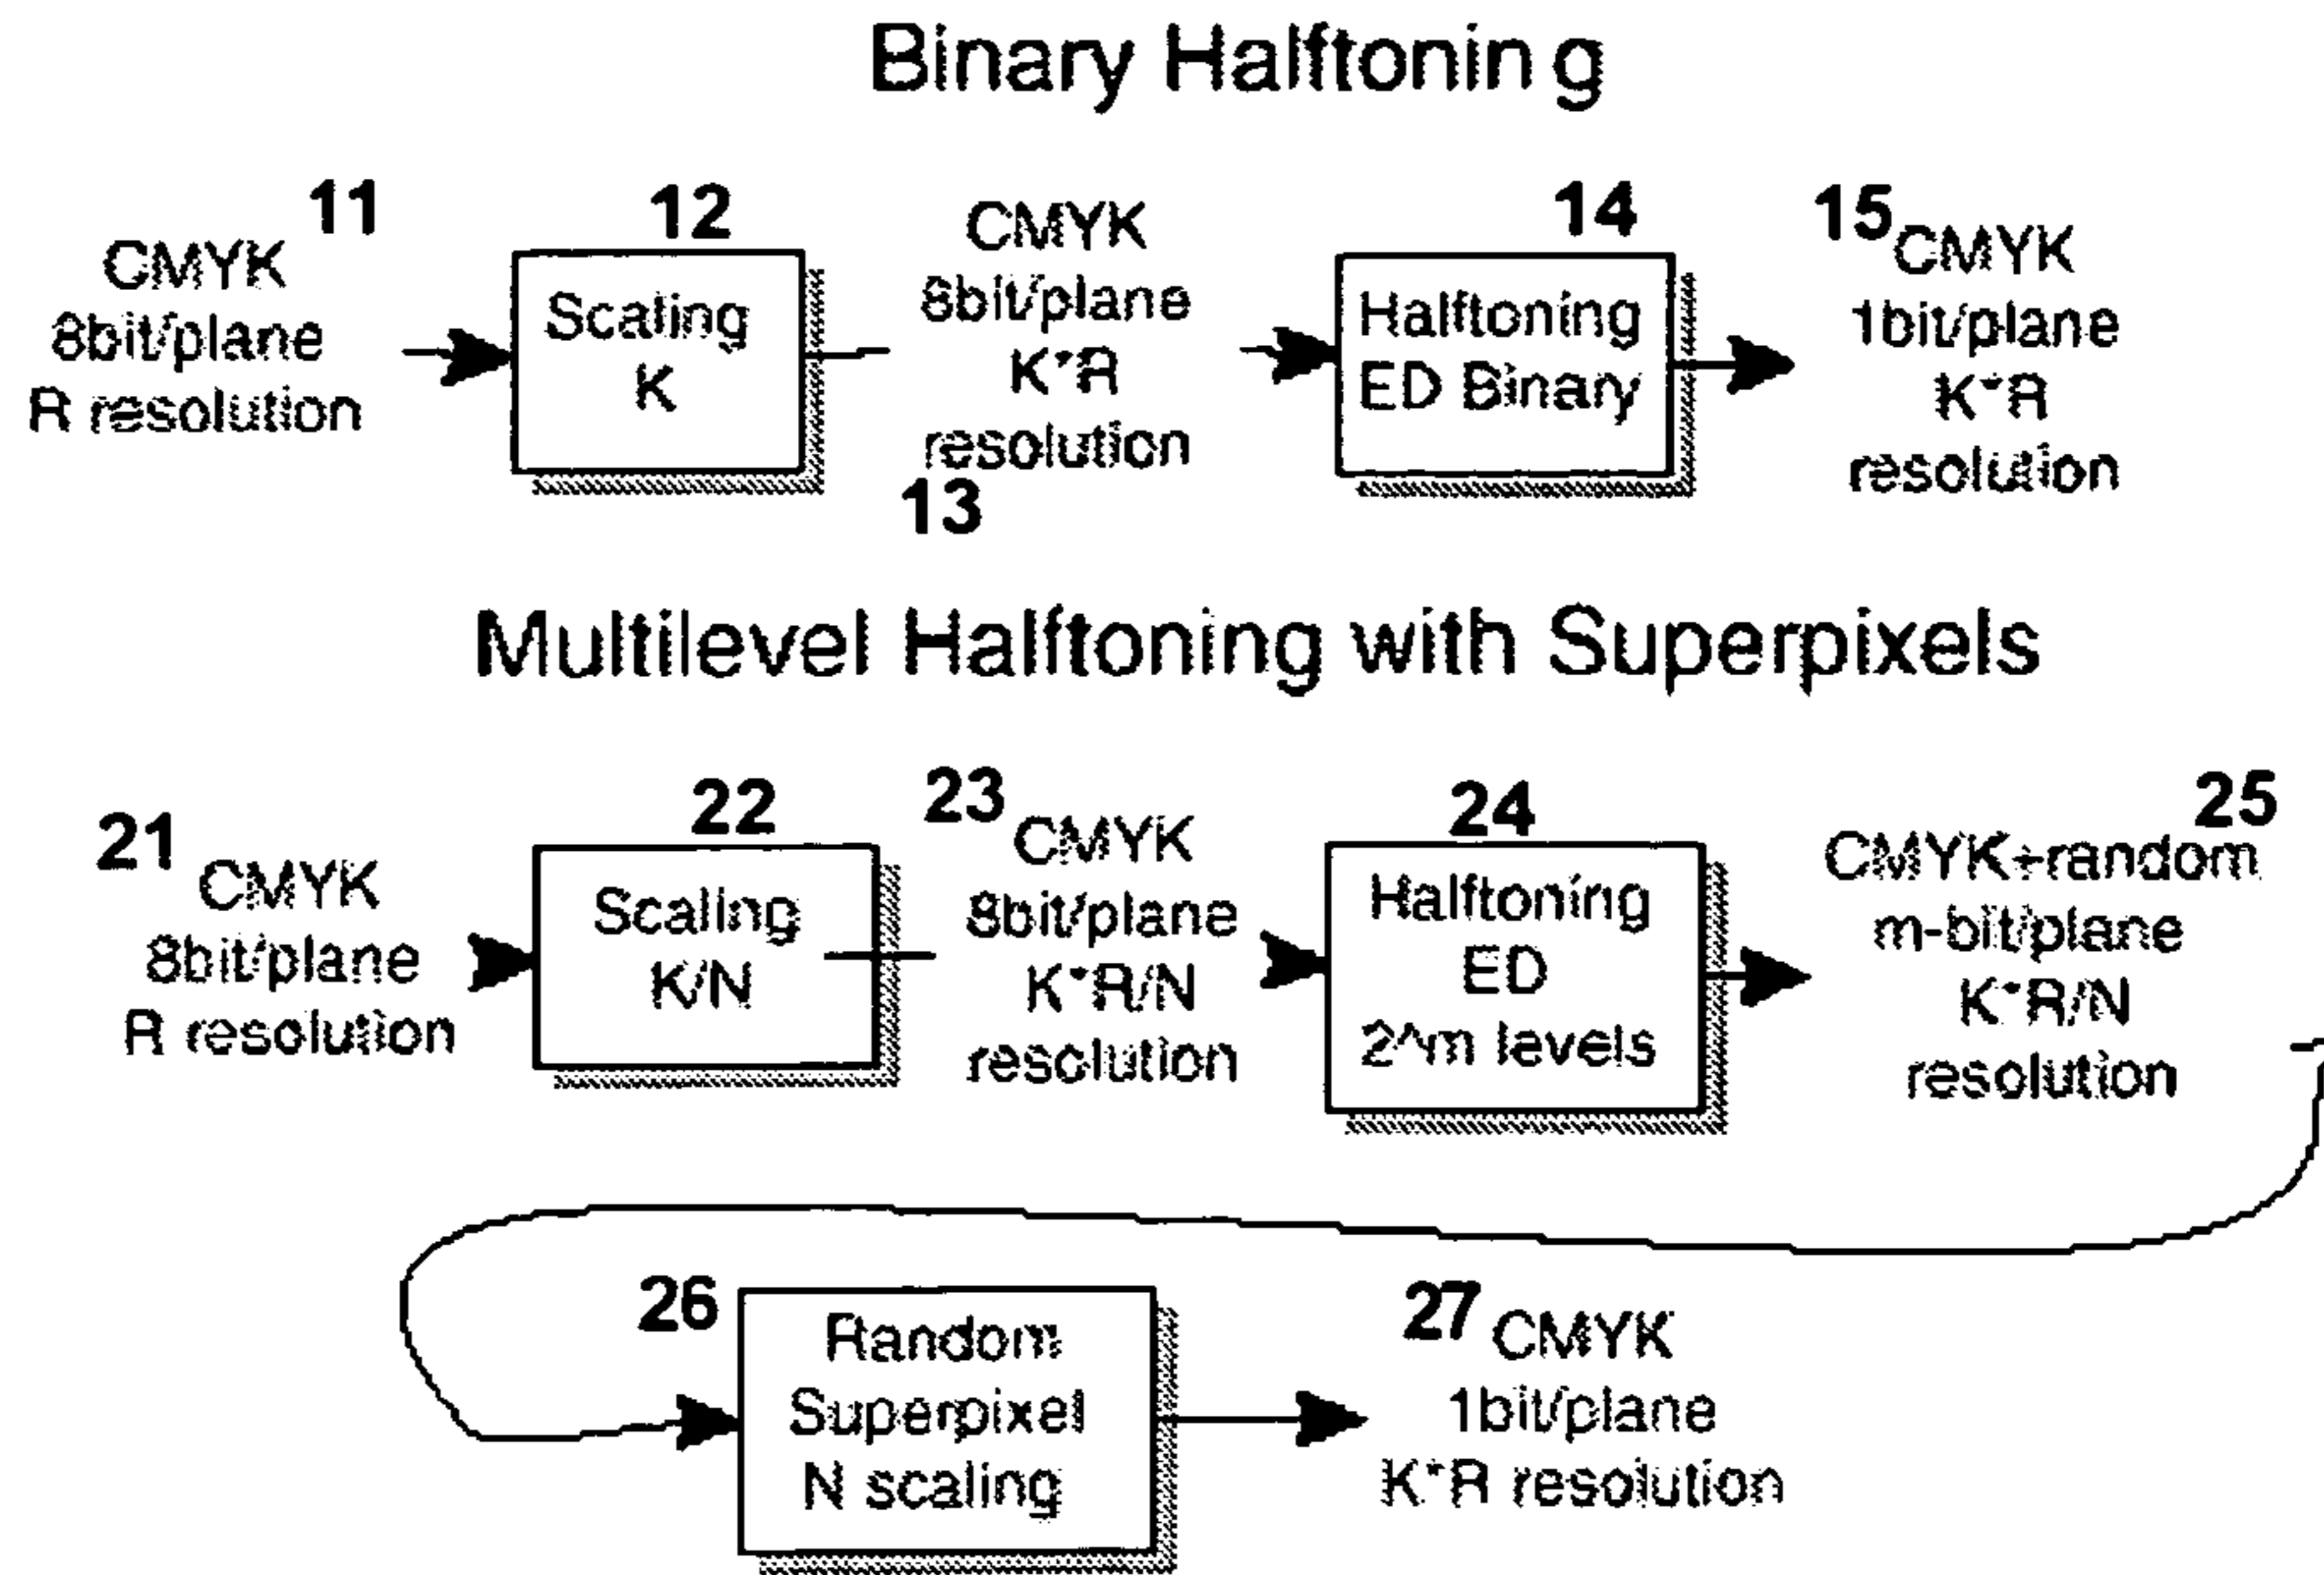 Binary Halftoning
11
CMYK
8bit/plane
R resolution
12
Scaling
K
CMYK
8bit/plane
K*R
resolution
13
14
Halftoning
ED Binary
15
CMYK
1bit/plane
K*R
resolution
Multilevel Halftoning with Superpixels
21
CMYK
8bit/plane
R resolution
22
Scaling
K/N
23
CMYK
8bit/plane
K*R/N
resolution
24
Halftoning
ED
2^m levels
25
CMYK+random
m-bit/plane
K*R/N
resolution
26
Random
Superpixel
N scaling
27
CMYK
1bit/plane
K*R resolution